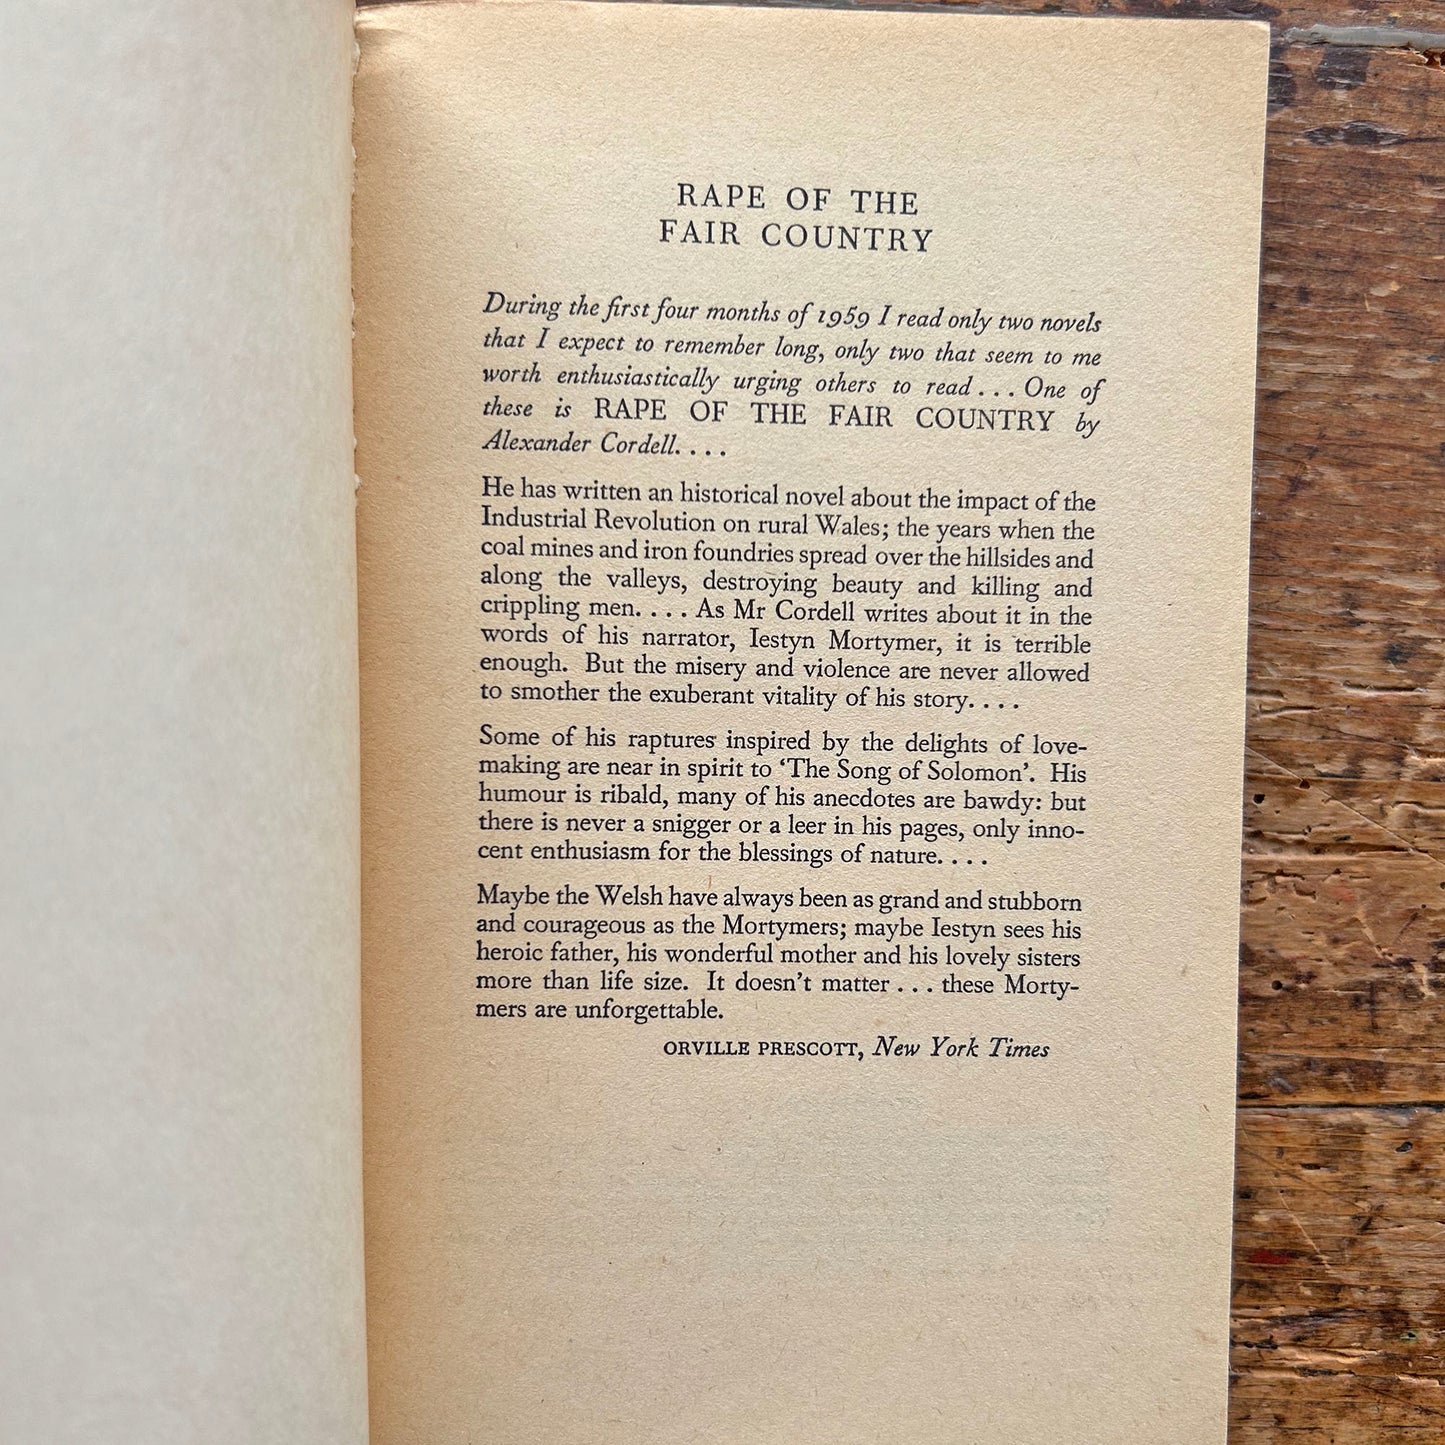 RAPE OF THE
FAIR COUNTRY
During the first four months of 1959 I read only two novels
that I expect to remember long, only two that seem to me
worth enthusiastically urging others to read . . . One of
these is RAPE OF THE FAIR COUNTRY by
Alexander Cordell. . . .
He has written an historical novel about the impact of the
Industrial Revolution on rural Wales; the years when the
coal mines and iron foundries spread over the hillsides and
along the valleys, destroying beauty and killing and
crippling men. . . . As Mr Cordell writes about it in the
words of his narrator, Iestyn Mortymer, it is terrible
enough. But the misery and violence are never allowed
to smother the exuberant vitality of his story. . . .
Some of his raptures inspired by the delights of love-
making are near in spirit to ‘The Song of Solomon’. His
humour is ribald, many of his anecdotes are bawdy: but
there is never a snigger or a leer in his pages, only inno-
cent enthusiasm for the blessings of nature. . . .
Maybe the Welsh have always been as grand and stubborn
and courageous as the Mortymers; maybe Iestyn sees his
heroic father, his wonderful mother and his lovely sisters
more than life size. It doesn’t matter . . . these Morty-
mers are unforgettable.
ORVILLE PRESCOTT, New York Times